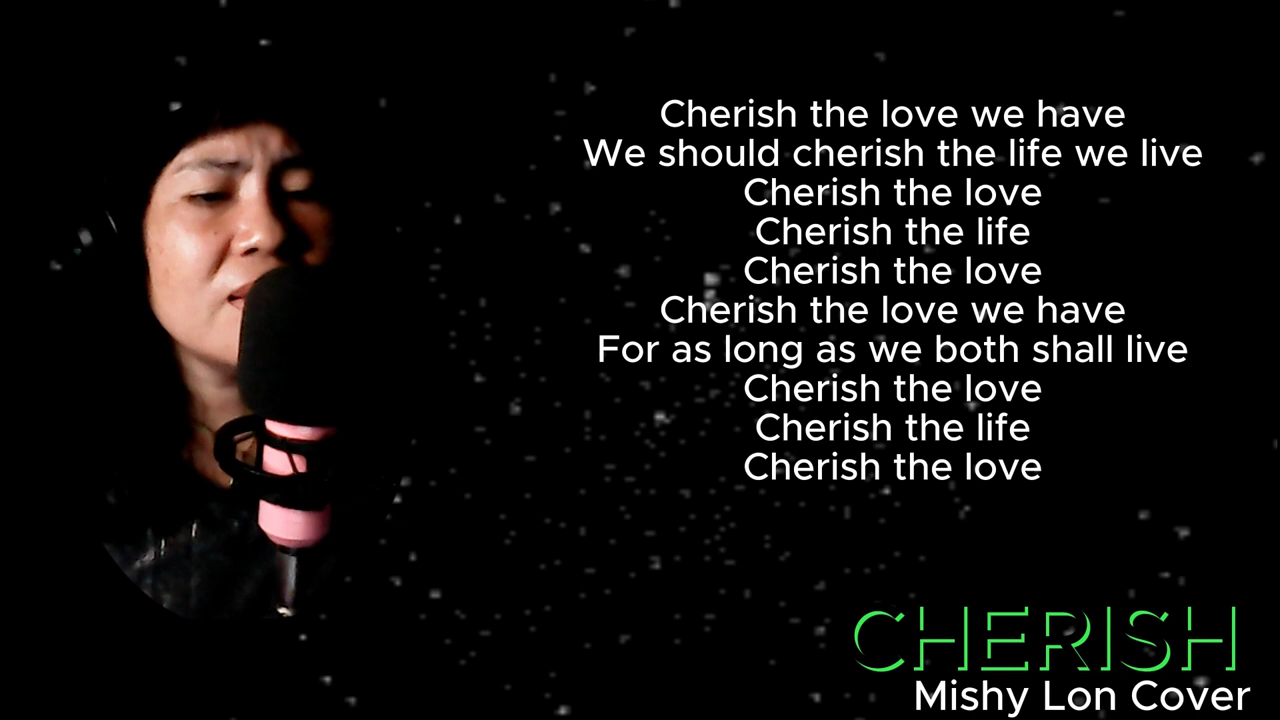 Cherish the love we have
We should cherish the life we live
Cherish the love
Cherish the life
Cherish the love
Cherish the love we have
For as long as we both shall live
Cherish the love
Cherish the life
Cherish the love
CHERISH
Mishy Lon Cover